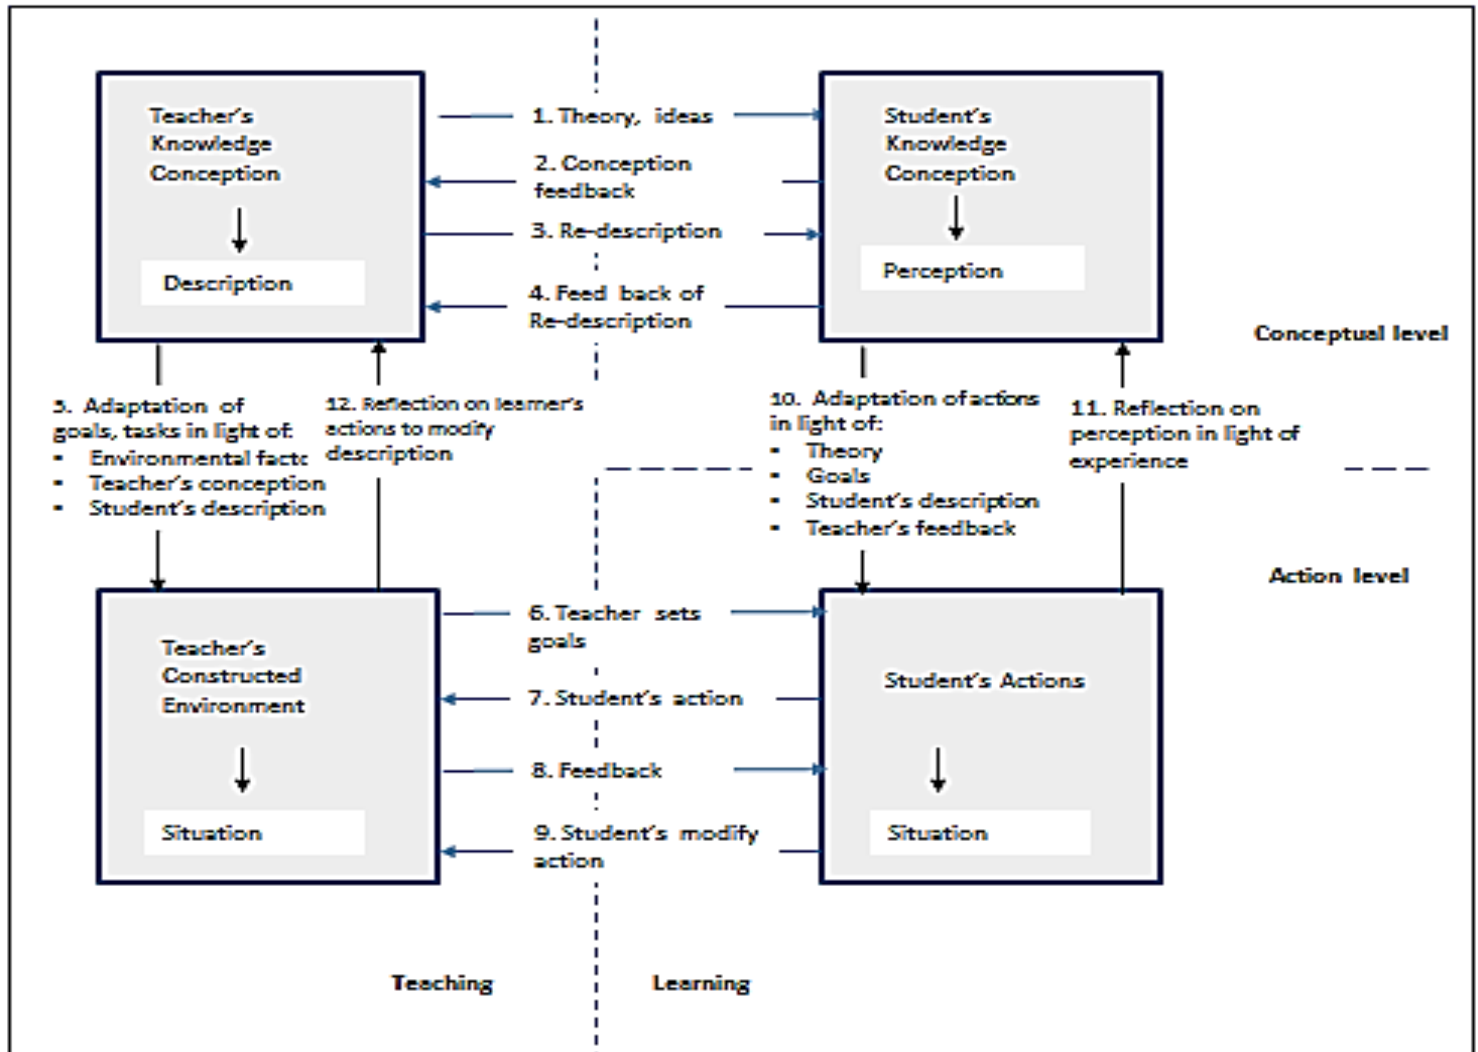 Teacher's
Knowledge
Conception
Description
1. Theory, ideas
2. Conception
feedback
3. Re-description
4. Feed back of
Re-description
Student's
Knowledge
Conception
Perception
Conceptual level
5. Adaptation of
goals, tasks in light of:
▪ Environmental factc
▪ Teacher's conception
▪ Student's description
12. Reflection on learner's
actions to modify
description
10. Adaptation of actions
in light of:
▪ Theory
▪ Goals
▪ Student's description
▪ Teacher's feedback
11. Reflection on
perception in light of
experience
Action level
Teacher's
Constructed
Environment
Situation
6. Teacher sets
goals
7. Student's action
8. Feedback
9. Student's modify
action
Student's Actions
Situation
Teaching
Learning